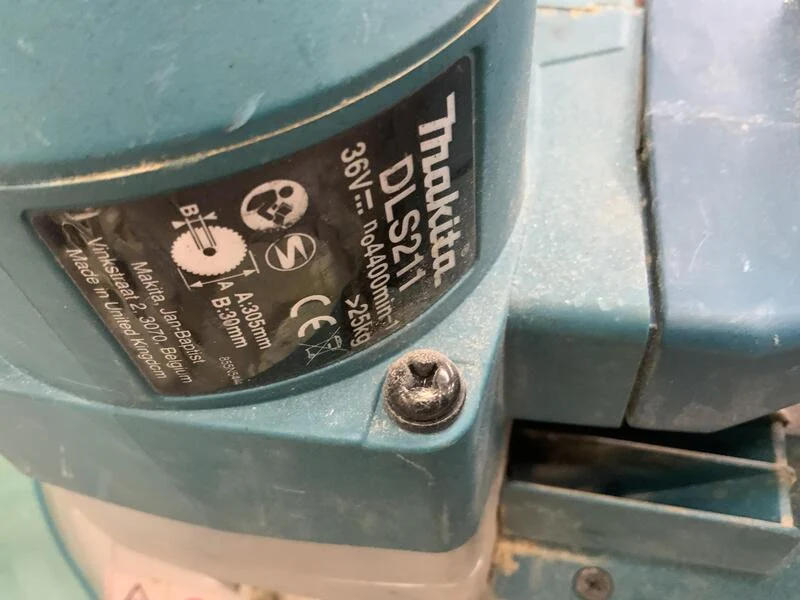 Makita®
DLS211
36V⎓ n₀4400min-1
>25kg
B
A
A:305mm
B:30mm
CE
Makita, Jan-Baptist
Vinkstraat 2, 3070, Belgium
Made in United Kingdom